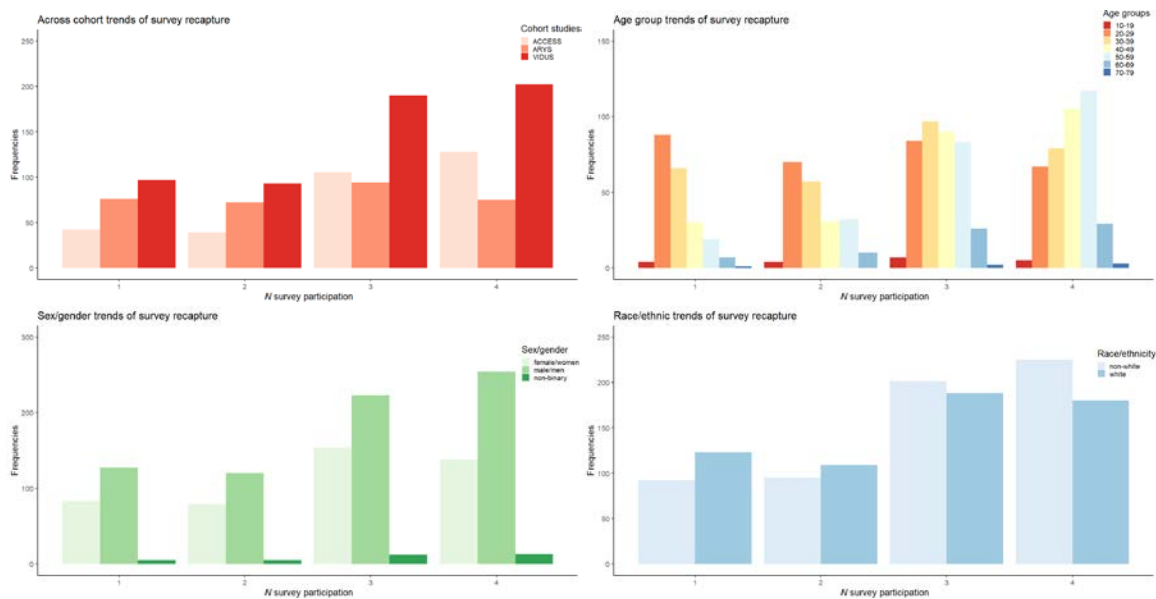 Across cohort trends of survey recapture
Cohort studies
ACCESS
ARYS
VIDUS
250
200
150
100
50
0
Frequencies
1 2 3 4
N survey participation
Age group trends of survey recapture
Age groups
10-19
20-29
30-39
40-49
50-59
60-69
70-79
150
100
50
0
Frequencies
1 2 3 4
N survey participation
Sex/gender trends of survey recapture
Sex/gender
female/women
male/men
non-binary
300
200
100
0
Frequencies
1 2 3 4
N survey participation
Race/ethnic trends of survey recapture
Race/ethnicity
non-white
white
250
200
150
100
50
0
Frequencies
1 2 3 4
N survey participation